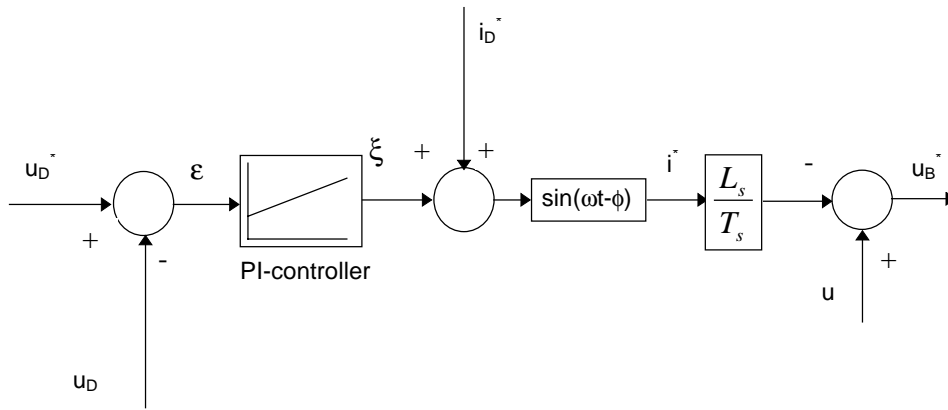 i_D^*
u_D^*
+
-
ε
PI-controller
ξ
+
+
sin(ωt-ϕ)
i^*
L_s
T_s
-
+
u_B^*
u
u_D